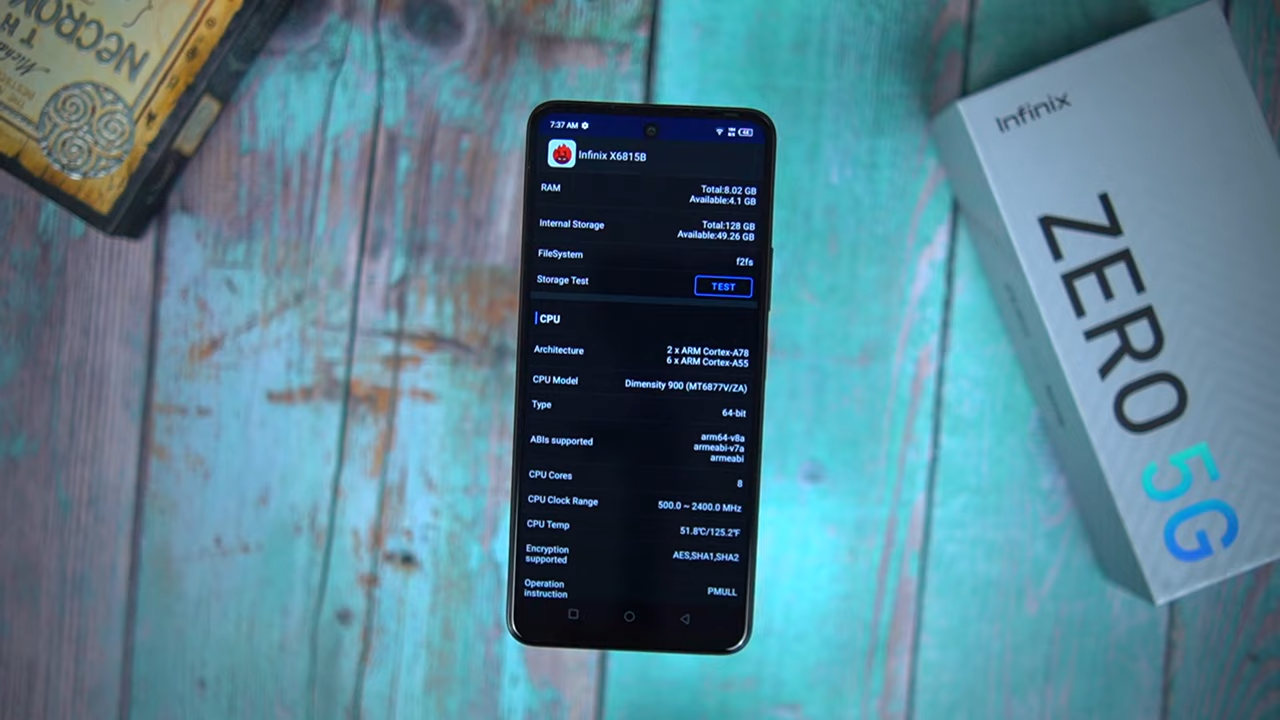 NECRON
T H
Micha
7:37 AM
Infinix X6815B
RAM
Total:8.02 GB
Available:4.1 GB
Internal Storage
Total:128 GB
Available:49.26 GB
FileSystem
f2fs
Storage Test
TEST
CPU
Architecture
2 x ARM Cortex-A78
6 x ARM Cortex-A55
CPU Model
Dimensity 900 (MT6877V/ZA)
Type
64-bit
ABIs supported
arm64-v8a
armeabi-v7a
armeabi
CPU Cores
8
CPU Clock Range
500.0 ~ 2400.0 MHz
CPU Temp
51.8℃/125.2℉
Encryption
supported
AES,SHA1,SHA2
Operation
instruction
PMULL
Infinix
ZERO 5G